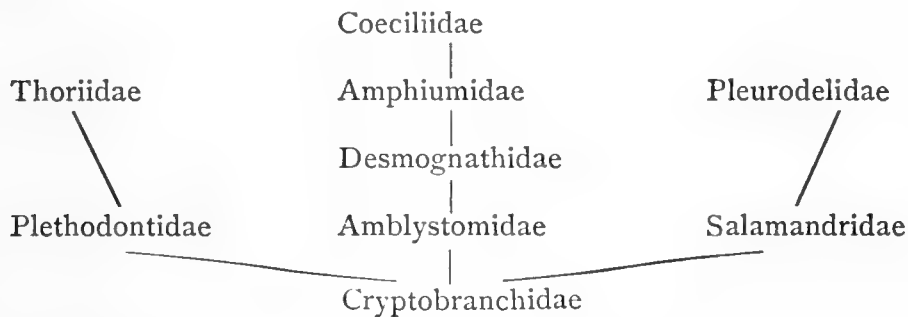 Coeciliidae
Thoriidae Amphiumidae Pleurodelidae
Desmognathidae
Plethodontidae Amblystomidae Salamandridae
Cryptobranchidae